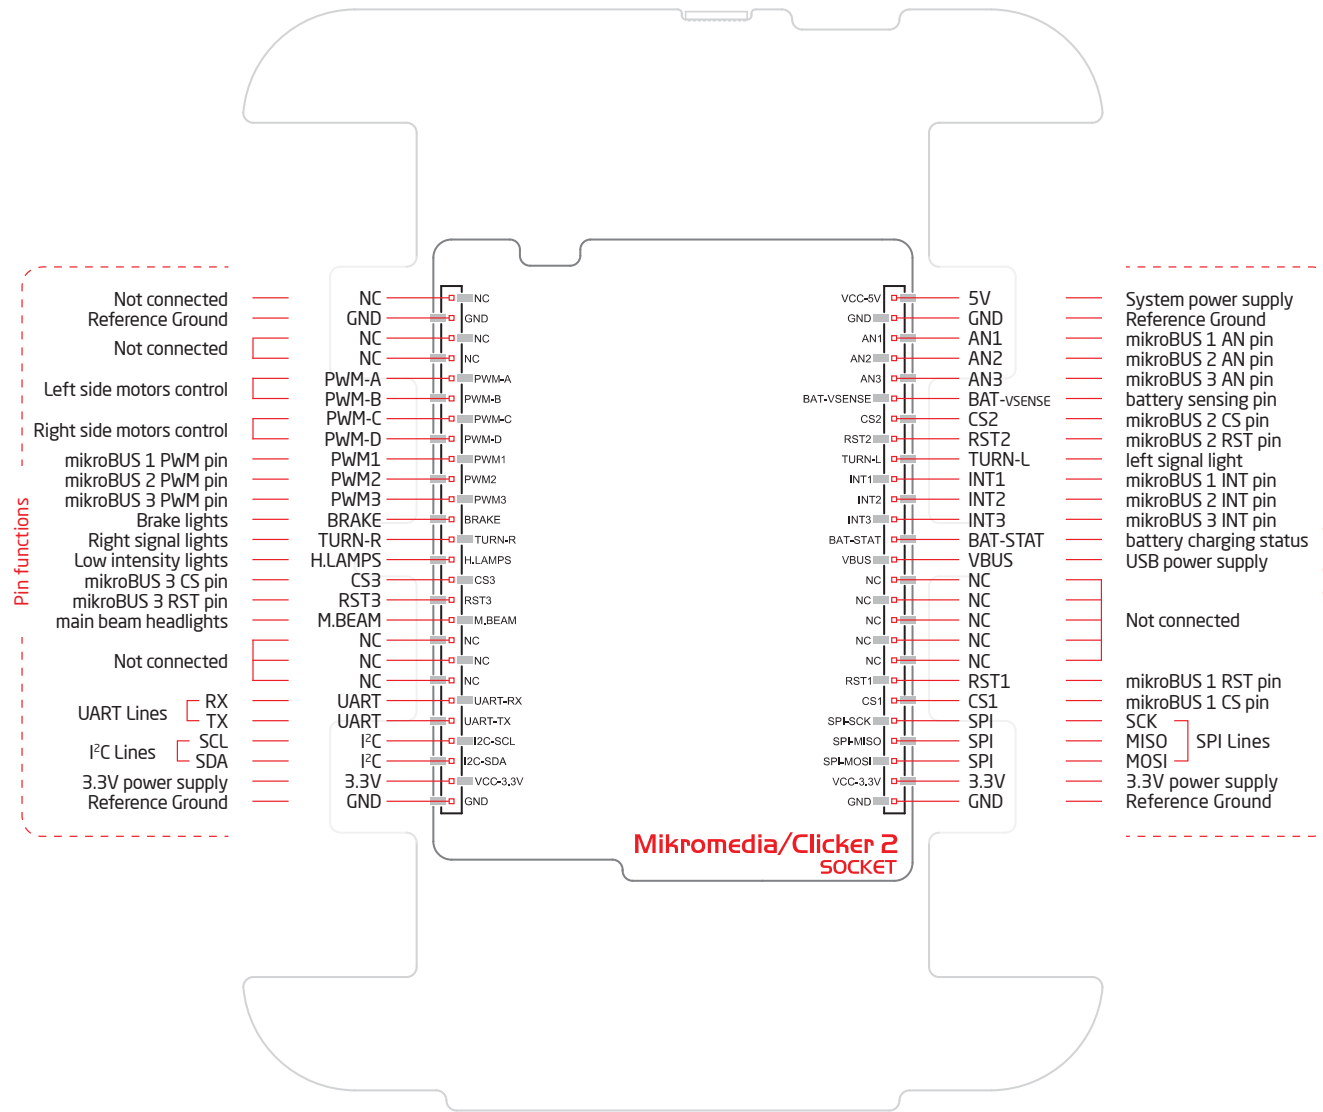 Not connected NC NC VCC-5V 5V System power supply
Reference Ground GND GND GND GND Reference Ground
Not connected NC NC AN1 AN1 mikroBUS 1 AN pin
NC NC AN2 AN2 mikroBUS 2 AN pin
Left side motors control PWM-A PWM-A AN3 AN3 mikroBUS 3 AN pin
PWM-B PWM-B BAT-VSENSE BAT-VSENSE battery sensing pin
Right side motors control PWM-C PWM-C CS2 CS2 mikroBUS 2 CS pin
PWM-D PWM-D RST2 RST2 mikroBUS 2 RST pin
mikroBUS 1 PWM pin PWM1 PWM1 TURN-L TURN-L left signal light
mikroBUS 2 PWM pin PWM2 PWM2 INT1 INT1 mikroBUS 1 INT pin
mikroBUS 3 PWM pin PWM3 PWM3 INT2 INT2 mikroBUS 2 INT pin
Brake lights BRAKE BRAKE INT3 INT3 mikroBUS 3 INT pin
Right signal lights TURN-R TURN-R BAT-STAT BAT-STAT battery charging status
Low intensity lights H.LAMPS H.LAMPS VBUS VBUS USB power supply
mikroBUS 3 CS pin CS3 CS3 NC NC
mikroBUS 3 RST pin RST3 RST3 NC NC
main beam headlights M.BEAM M.BEAM NC NC Not connected
NC NC NC NC
Not connected NC NC NC NC
NC NC RST1 RST1 mikroBUS 1 RST pin
UART Lines RX UART UART-RX CS1 CS1 mikroBUS 1 CS pin
TX UART UART-TX SPI-SCK SPI SCK
I²C Lines SCL I²C I2C-SCL SPI-MISO SPI MISO SPI Lines
SDA I²C I2C-SDA SPI-MOSI SPI MOSI
3.3V power supply 3.3V VCC-3.3V VCC-3.3V 3.3V 3.3V power supply
Reference Ground GND GND GND GND Reference Ground
Pin functions
Mikromedia/Clicker 2
SOCKET